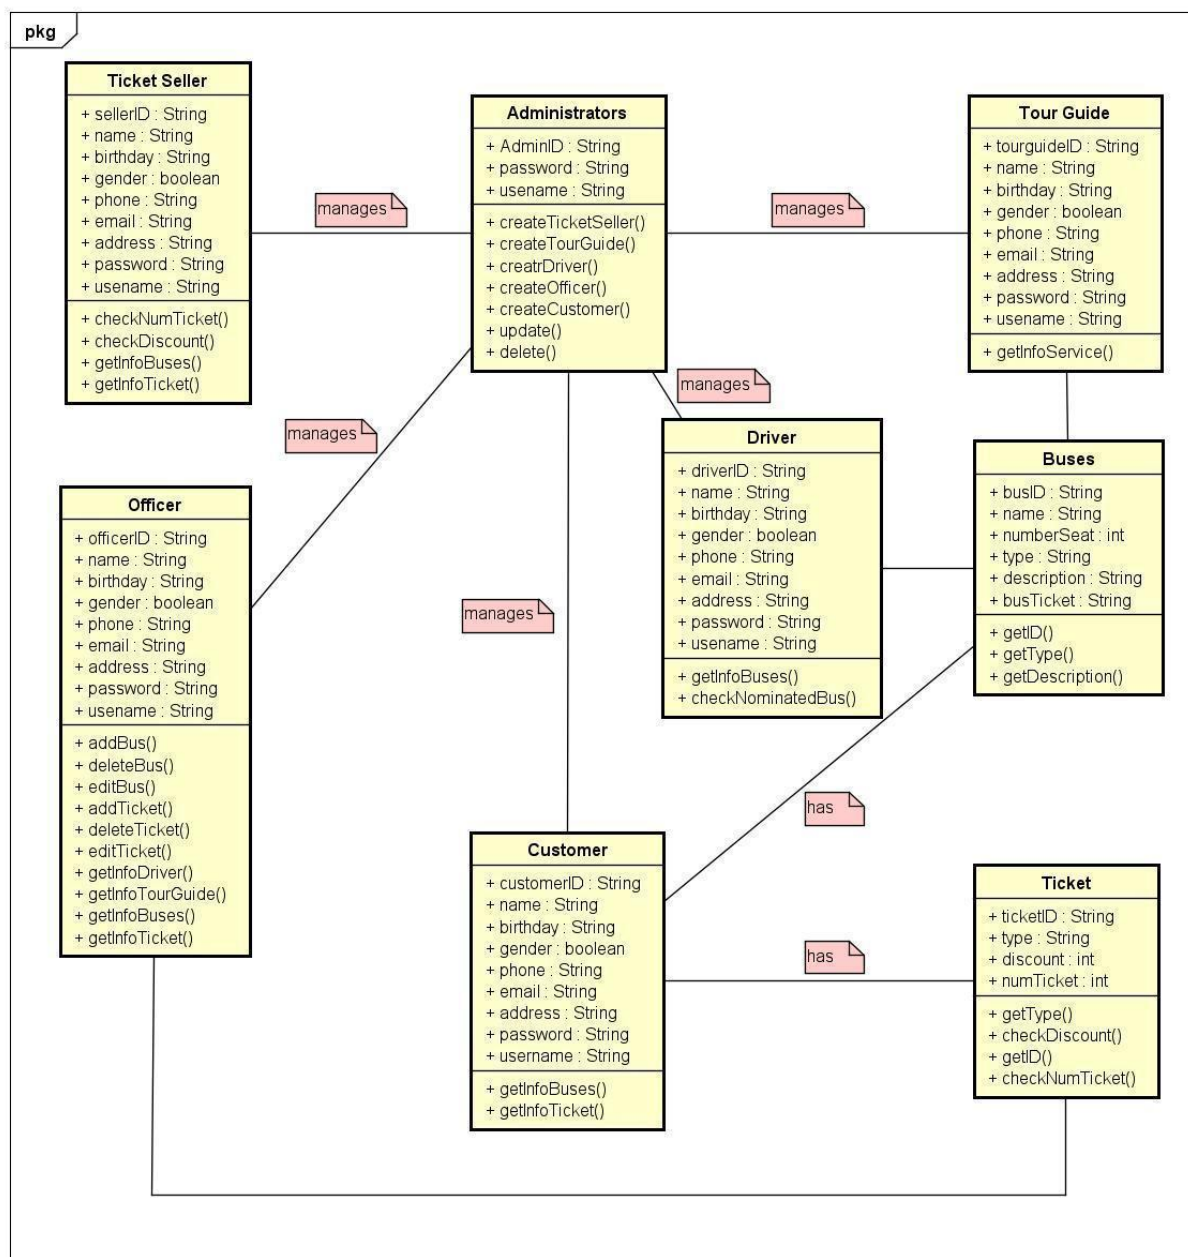 pkg
Ticket Seller
+ sellerID : String
+ name : String
+ birthday : String
+ gender : boolean
+ phone : String
+ email : String
+ address : String
+ password : String
+ usename : String
+ checkNumTicket()
+ checkDiscount()
+ getInfoBuses()
+ getInfoTicket()
manages
Administrators
+ AdminID : String
+ password : String
+ usename : String
+ createTicketSeller()
+ createTourGuide()
+ creatrDriver()
+ createOfficer()
+ createCustomer()
+ update()
+ delete()
manages
Tour Guide
+ tourguideID : String
+ name : String
+ birthday : String
+ gender : boolean
+ phone : String
+ email : String
+ address : String
+ password : String
+ usename : String
+ getInfoService()
manages
manages
Officer
+ officerID : String
+ name : String
+ birthday : String
+ gender : boolean
+ phone : String
+ email : String
+ address : String
+ password : String
+ usename : String
+ addBus()
+ deleteBus()
+ editBus()
+ addTicket()
+ deleteTicket()
+ editTicket()
+ getInfoDriver()
+ getInfoTourGuide()
+ getInfoBuses()
+ getInfoTicket()
manages
Driver
+ driverID : String
+ name : String
+ birthday : String
+ gender : boolean
+ phone : String
+ email : String
+ address : String
+ password : String
+ usename : String
+ getInfoBuses()
+ checkNominatedBus()
Buses
+ busID : String
+ name : String
+ numberSeat : int
+ type : String
+ description : String
+ busTicket : String
+ getID()
+ getType()
+ getDescription()
has
Customer
+ customerID : String
+ name : String
+ birthday : String
+ gender : boolean
+ phone : String
+ email : String
+ address : String
+ password : String
+ username : String
+ getInfoBuses()
+ getInfoTicket()
has
Ticket
+ ticketID : String
+ type : String
+ discount : int
+ numTicket : int
+ getType()
+ checkDiscount()
+ getID()
+ checkNumTicket()